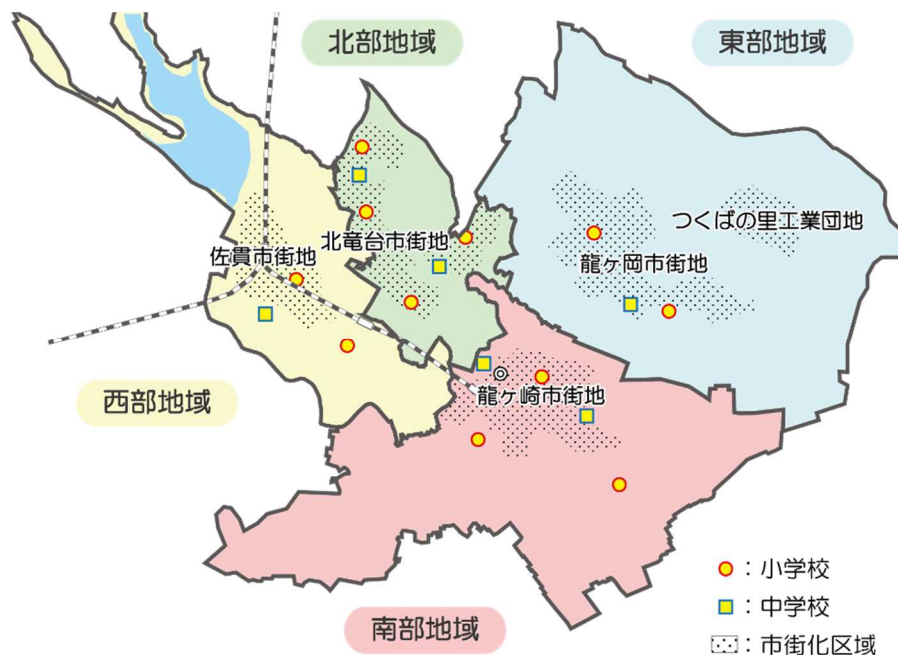 北部地域
東部地域
つくばの里工業団地
北竜台市街地
佐貫市街地
龍ヶ岡市街地
西部地域
龍ヶ崎市街地
南部地域
：小学校
：中学校
：市街化区域